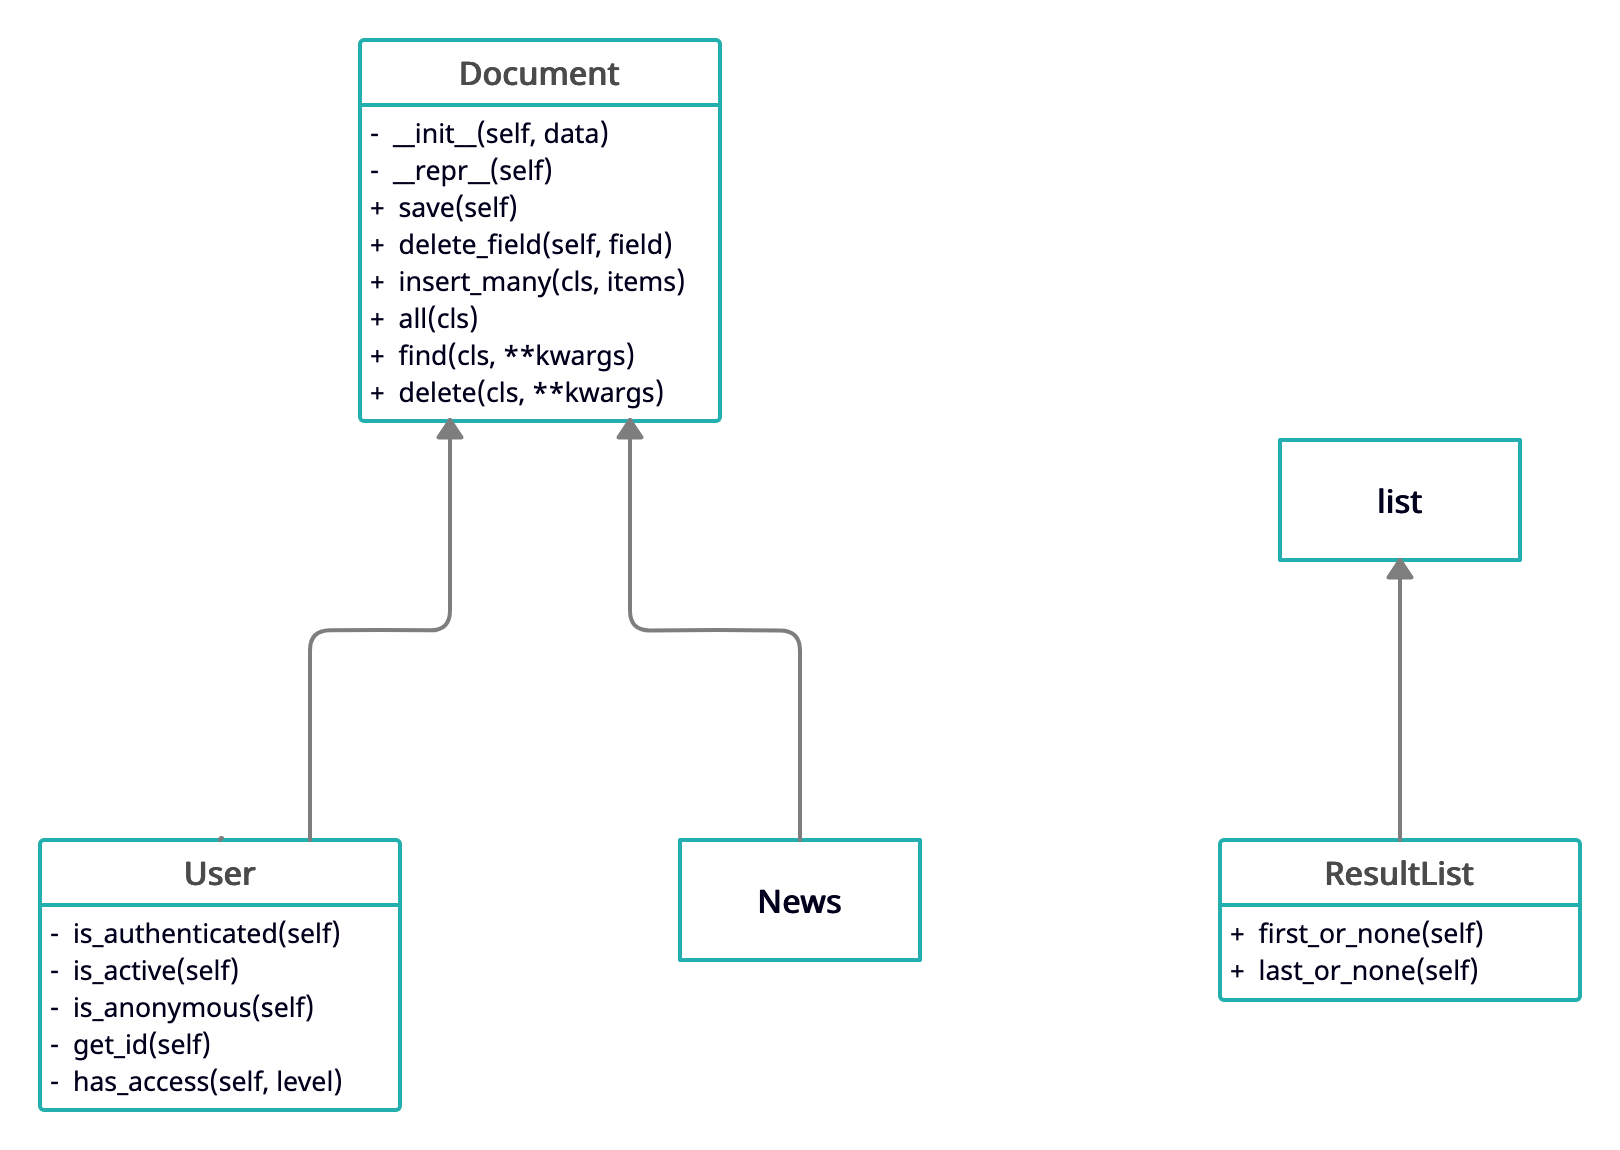 Document
- __init__(self, data)
- __repr__(self)
+ save(self)
+ delete_field(self, field)
+ insert_many(cls, items)
+ all(cls)
+ find(cls, **kwargs)
+ delete(cls, **kwargs)
list
User
- is_authenticated(self)
- is_active(self)
- is_anonymous(self)
- get_id(self)
- has_access(self, level)
News
ResultList
+ first_or_none(self)
+ last_or_none(self)